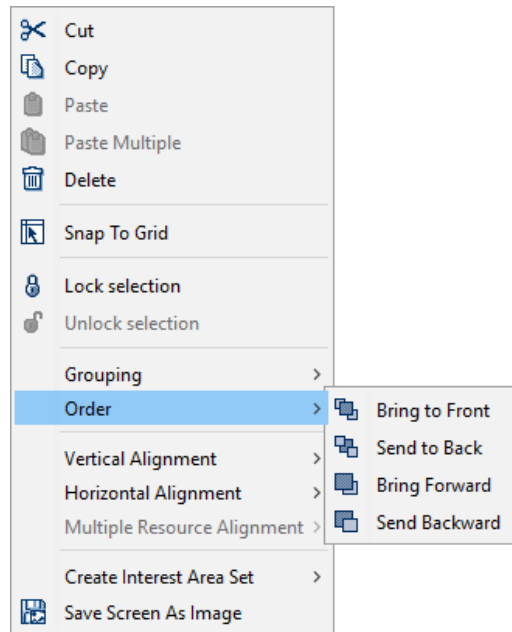 Cut
Copy
Paste
Paste Multiple
Delete
Snap To Grid
Lock selection
Unlock selection
Grouping
Order
Bring to Front
Send to Back
Bring Forward
Send Backward
Vertical Alignment
Horizontal Alignment
Multiple Resource Alignment
Create Interest Area Set
Save Screen As Image